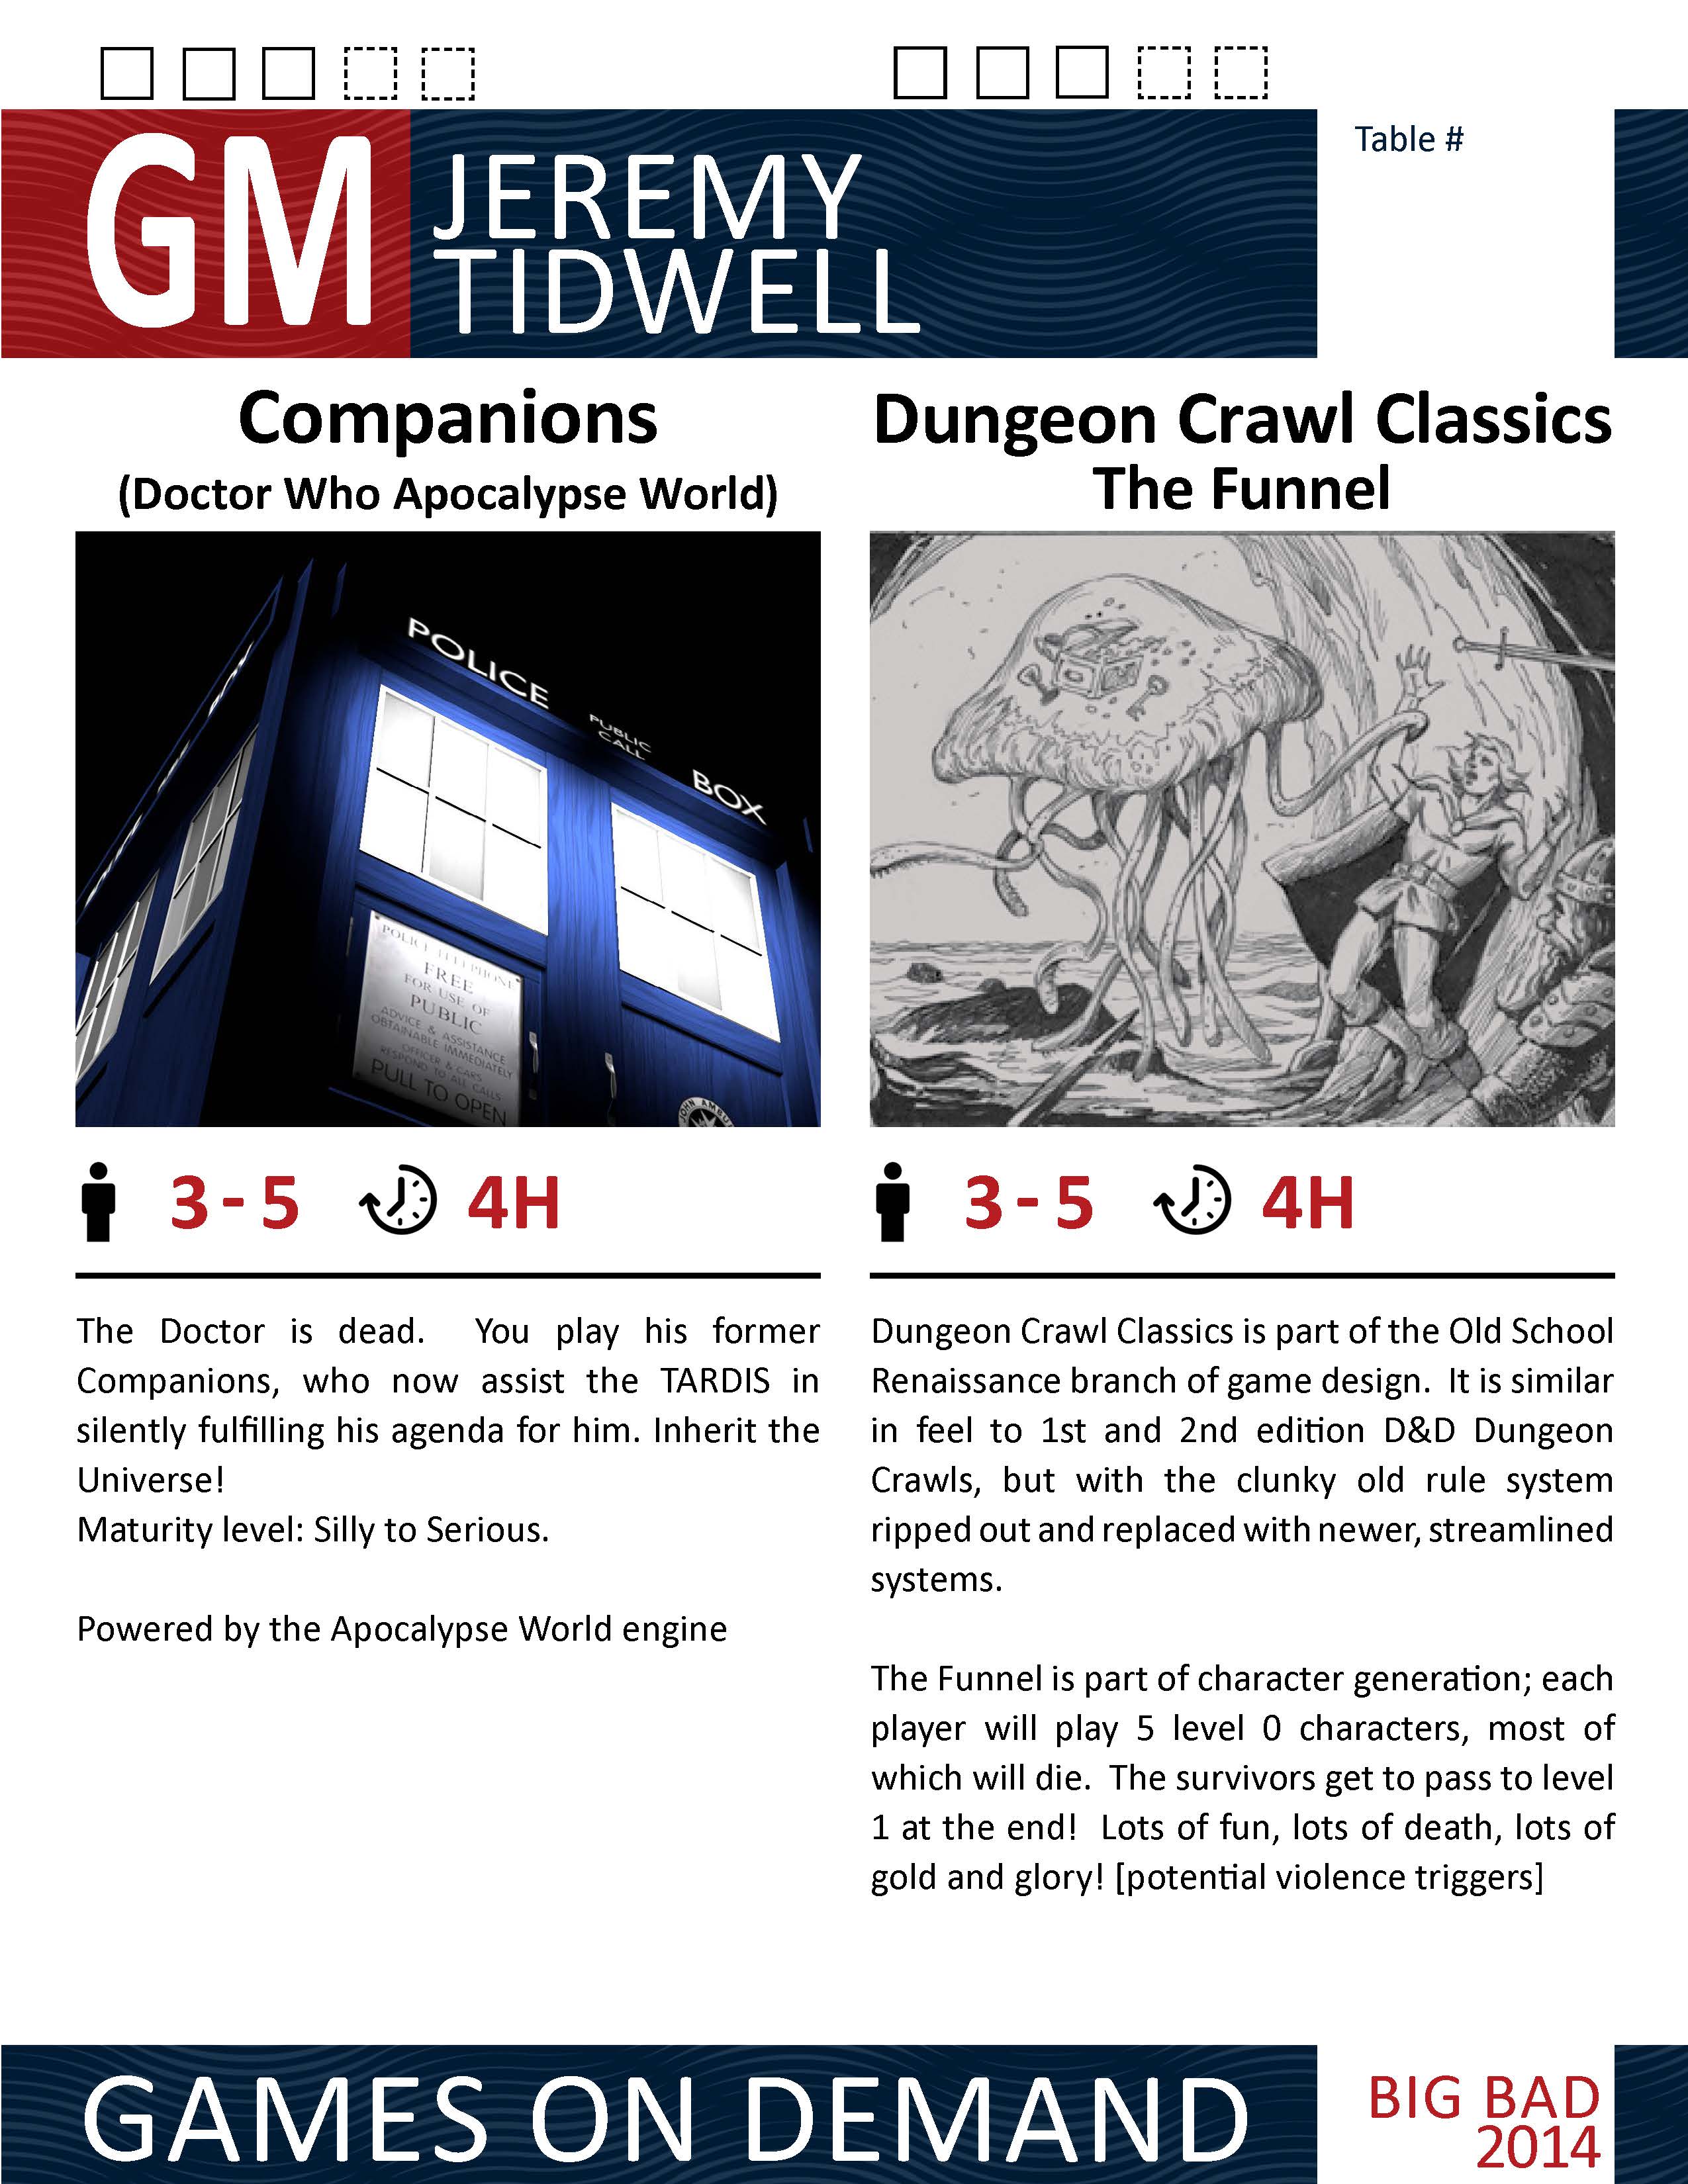 GM
JEREMY
TIDWELL
Table #
Companions
(Doctor Who Apocalypse World)
POLICE
PUBLIC
CALL
BOX
POLICE TELEPHONE
FREE
FOR USE OF
PUBLIC
ADVICE & ASSISTANCE
OBTAINABLE IMMEDIATELY
OFFICER & CARS
RESPOND TO ALL CALLS
PULL TO OPEN
3 - 5
4H
The Doctor is dead. You play his former
Companions, who now assist the TARDIS in
silently fulfilling his agenda for him. Inherit the
Universe!
Maturity level: Silly to Serious.
Powered by the Apocalypse World engine
Dungeon Crawl Classics
The Funnel
3 - 5
4H
Dungeon Crawl Classics is part of the Old School
Renaissance branch of game design. It is similar
in feel to 1st and 2nd edition D&D Dungeon
Crawls, but with the clunky old rule system
ripped out and replaced with newer, streamlined
systems.
The Funnel is part of character generation; each
player will play 5 level 0 characters, most of
which will die. The survivors get to pass to level
1 at the end! Lots of fun, lots of death, lots of
gold and glory! [potential violence triggers]
GAMES ON DEMAND
BIG BAD
2014